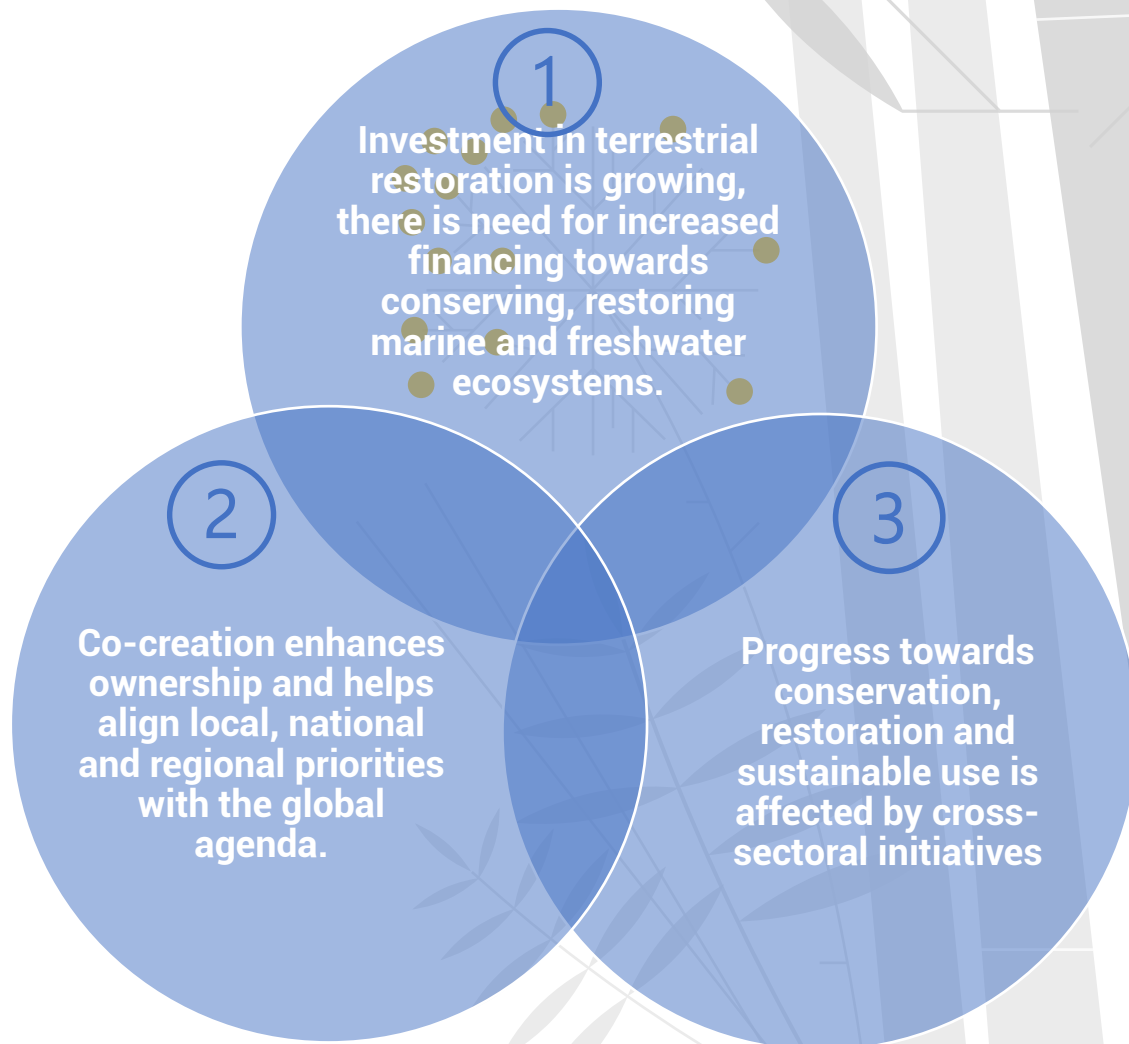 1
Investment in terrestrial
restoration is growing,
there is need for increased
financing towards
conserving, restoring
marine and freshwater
ecosystems.
2
Co-creation enhances
ownership and helps
align local, national
and regional priorities
with the global
agenda.
3
Progress towards
conservation,
restoration and
sustainable use is
affected by cross-
sectoral initiatives